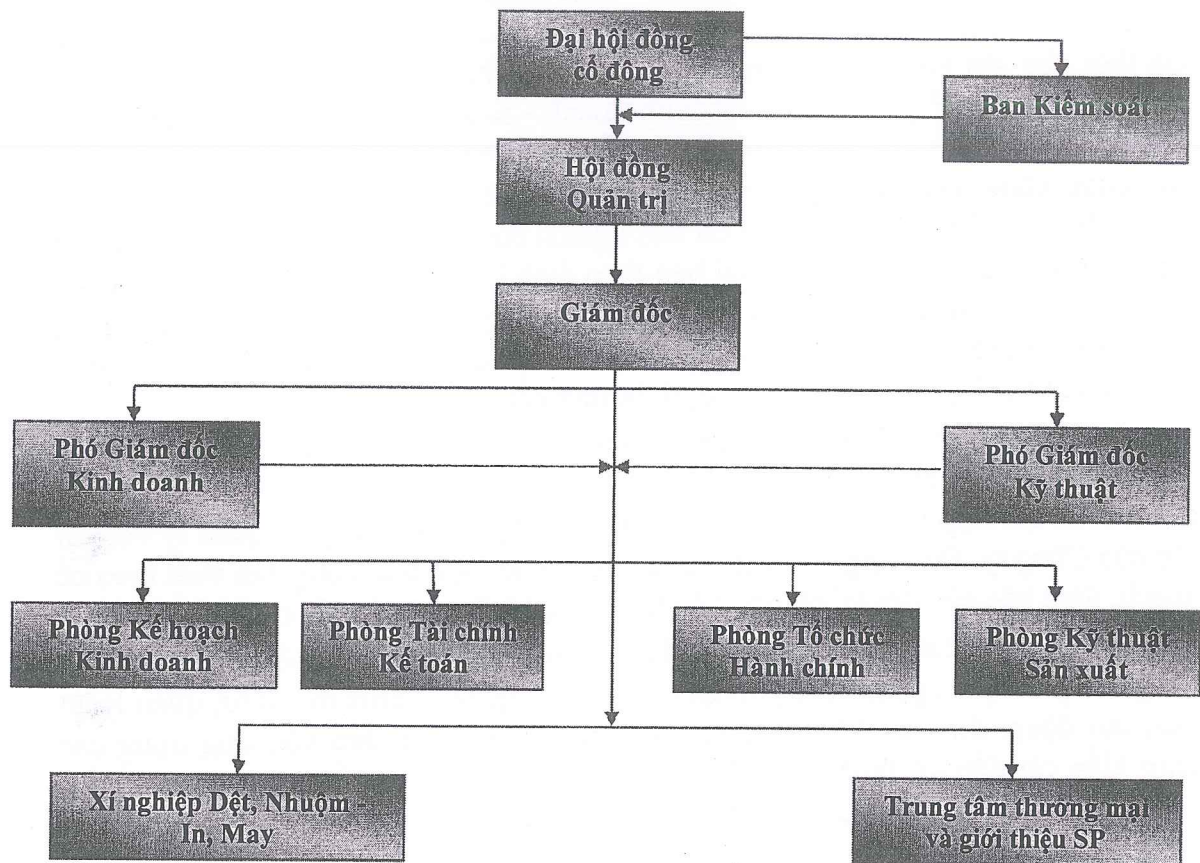 Đại hội đồng
cổ đông
Ban Kiểm soát
Hội đồng
Quản trị
Giám đốc
Phó Giám đốc
Kinh doanh
Phó Giám đốc
Kỹ thuật
Phòng Kế hoạch
Kinh doanh
Phòng Tài chính
Kế toán
Phòng Tổ chức
Hành chính
Phòng Kỹ thuật
Sản xuất
Xí nghiệp Dệt, Nhuộm -
In, May
Trung tâm thương mại
và giới thiệu SP